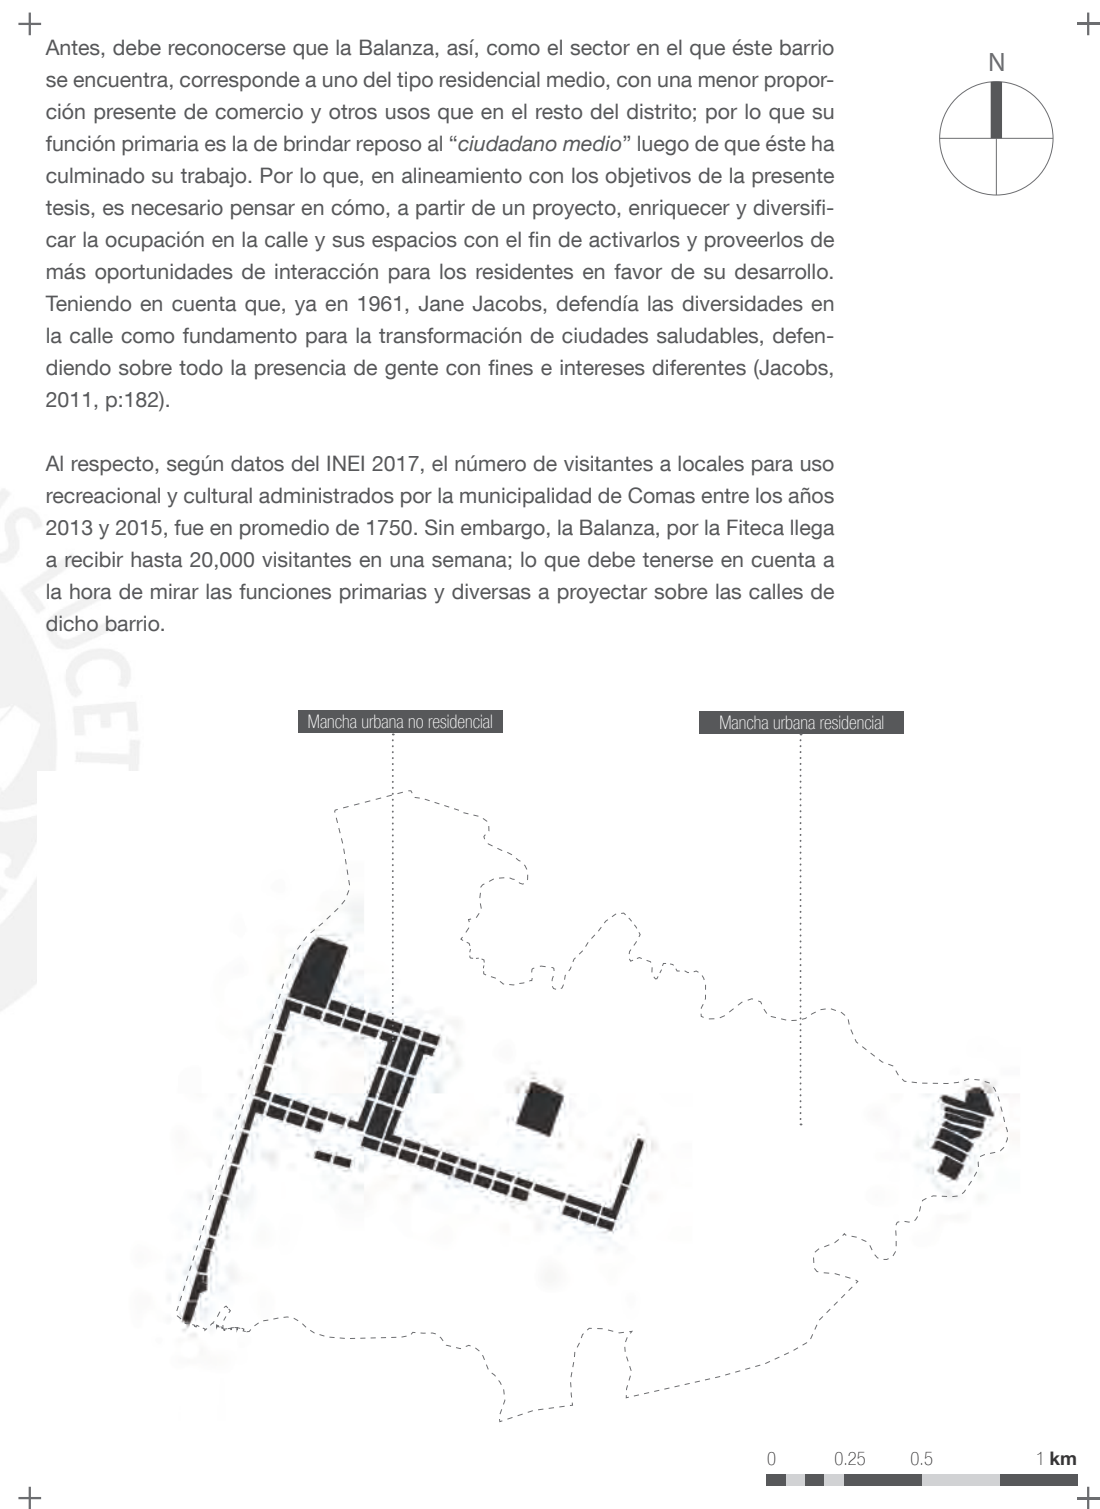 Antes, debe reconocerse que la Balanza, así, como el sector en el que éste barrio
se encuentra, corresponde a uno del tipo residencial medio, con una menor propor-
ción presente de comercio y otros usos que en el resto del distrito; por lo que su
función primaria es la de brindar reposo al “ciudadano medio” luego de que éste ha
culminado su trabajo. Por lo que, en alineamiento con los objetivos de la presente
tesis, es necesario pensar en cómo, a partir de un proyecto, enriquecer y diversifi-
car la ocupación en la calle y sus espacios con el fin de activarlos y proveerlos de
más oportunidades de interacción para los residentes en favor de su desarrollo.
Teniendo en cuenta que, ya en 1961, Jane Jacobs, defendía las diversidades en
la calle como fundamento para la transformación de ciudades saludables, defen-
diendo sobre todo la presencia de gente con fines e intereses diferentes (Jacobs,
2011, p:182).
Al respecto, según datos del INEI 2017, el número de visitantes a locales para uso
recreacional y cultural administrados por la municipalidad de Comas entre los años
2013 y 2015, fue en promedio de 1750. Sin embargo, la Balanza, por la Fiteca llega
a recibir hasta 20,000 visitantes en una semana; lo que debe tenerse en cuenta a
la hora de mirar las funciones primarias y diversas a proyectar sobre las calles de
dicho barrio.
N
LUCET
Mancha urbana no residencial
Mancha urbana residencial
0 0.25 0.5 1 km